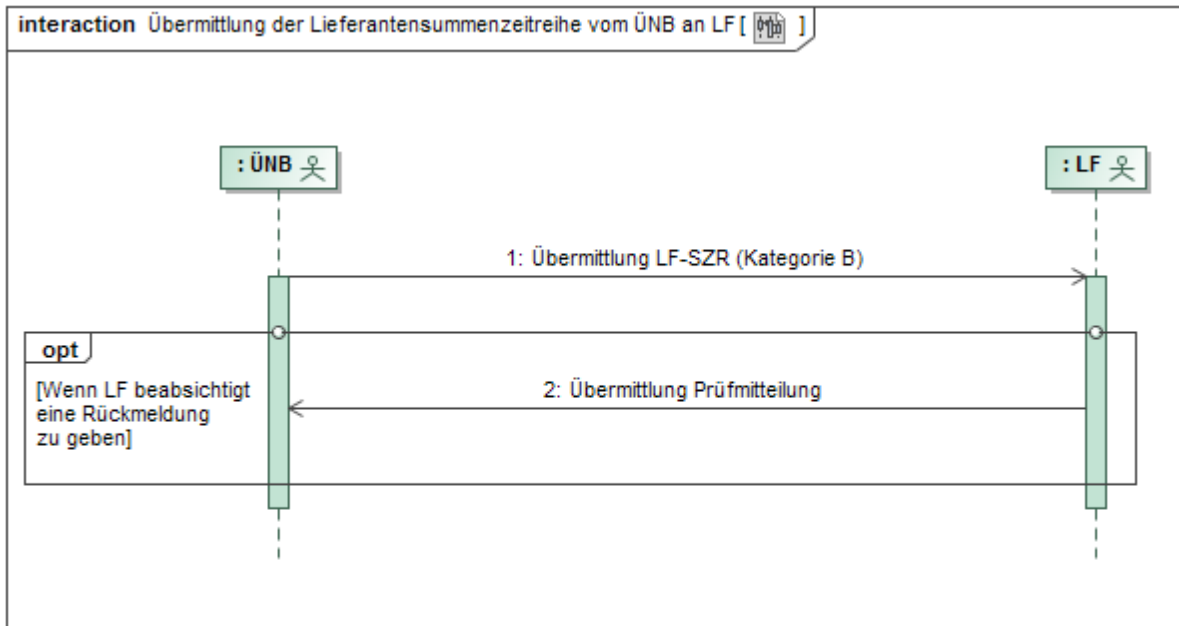 interaction Übermittlung der Lieferantensummenzeitreihe vom ÜNB an LF [ ]
: ÜNB
: LF
1: Übermittlung LF-SZR (Kategorie B)
opt
[Wenn LF beabsichtigt
eine Rückmeldung
zu geben]
2: Übermittlung Prüfmitteilung